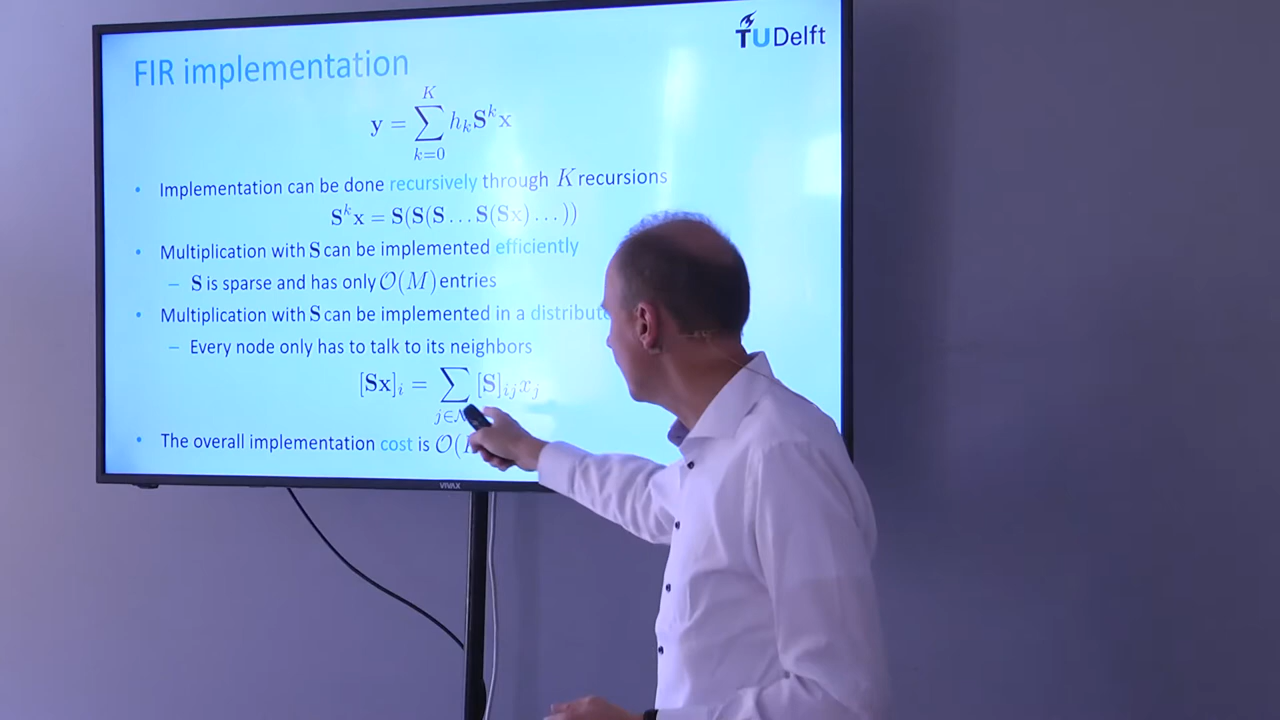 TUDelft
FIR implementation
y = \sum_{k=0}^{K} h_k S^k x
• Implementation can be done recursively through K recursions
S^k x = S(S(S...S(Sx)...))
• Multiplication with S can be implemented efficiently
– S is sparse and has only O(M) entries
• Multiplication with S can be implemented in a
– Every node only has to talk to its neighbors
[Sx]_i = \sum_{j∈N} [S]_{ij} x_j
• The overall implementation cost is O(
VIVAX